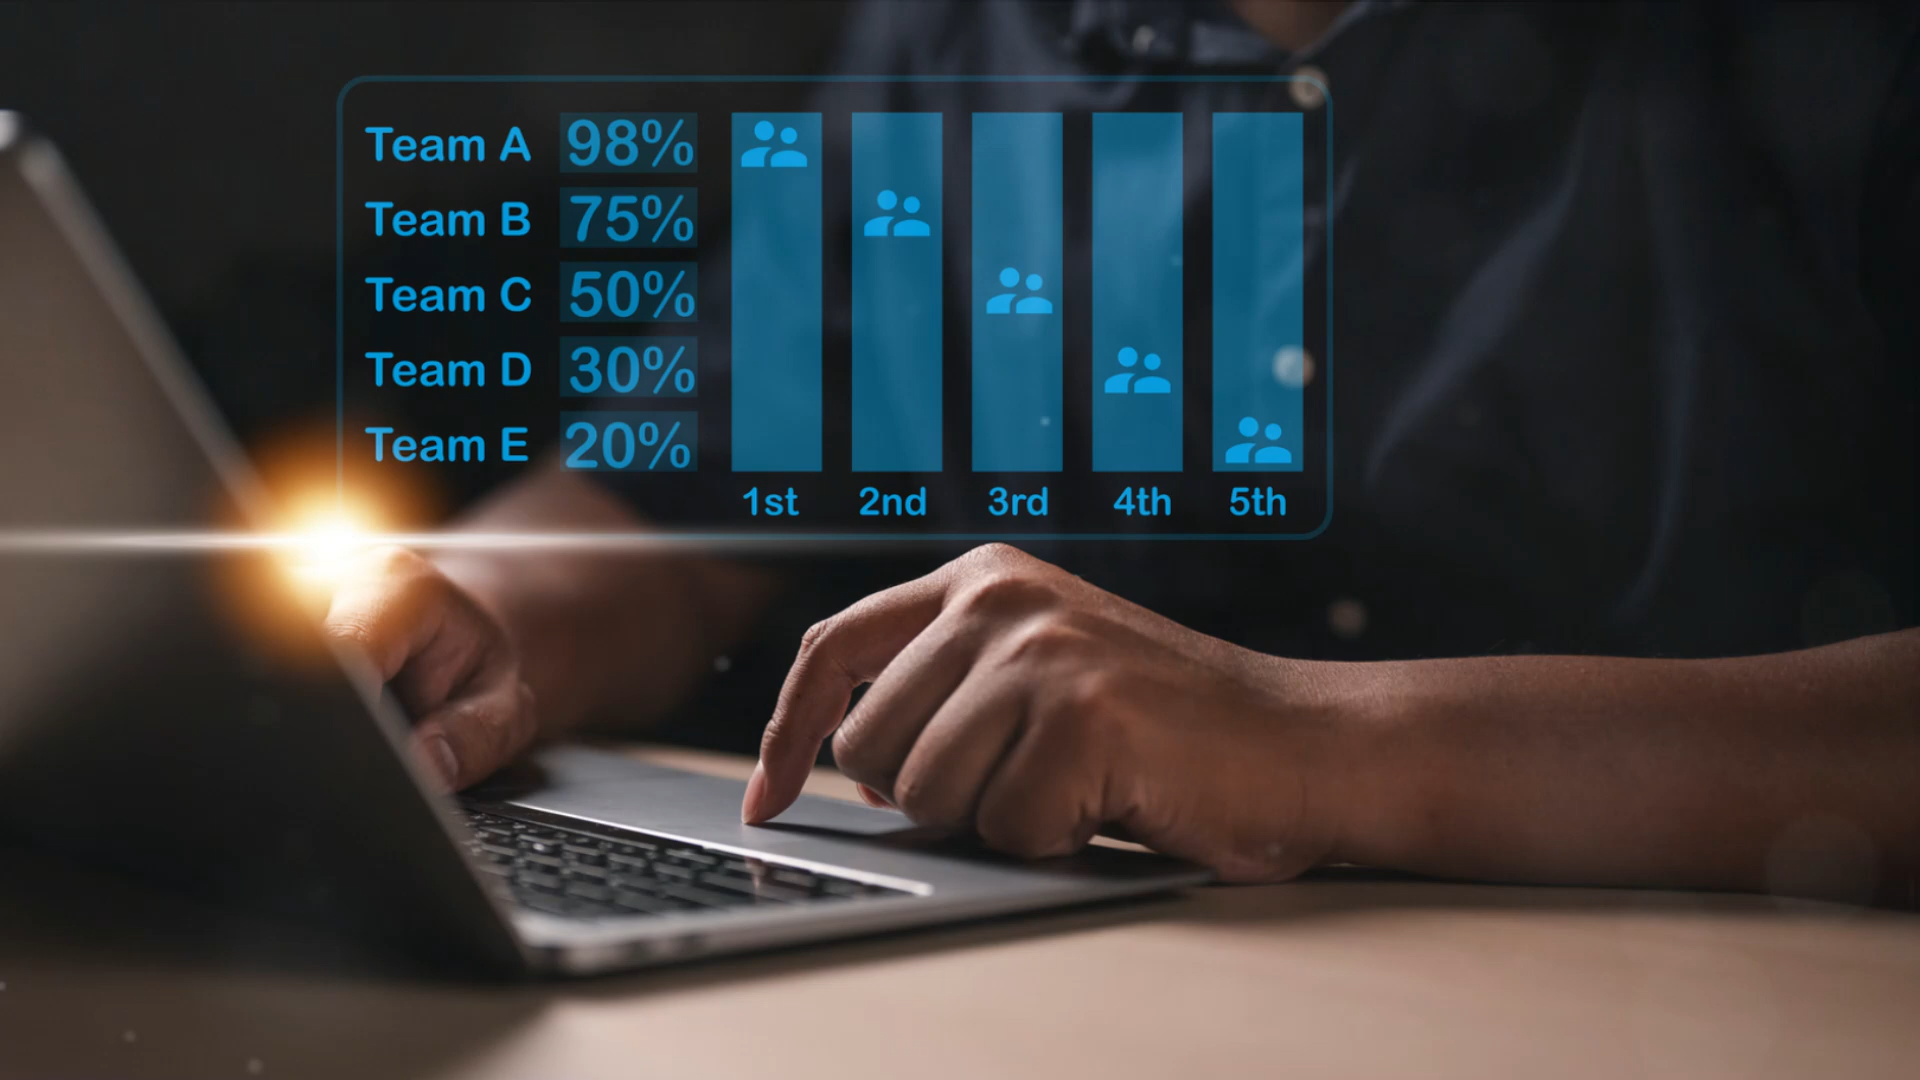 Team A 98%
Team B 75%
Team C 50%
Team D 30%
Team E 20%
1st 2nd 3rd 4th 5th